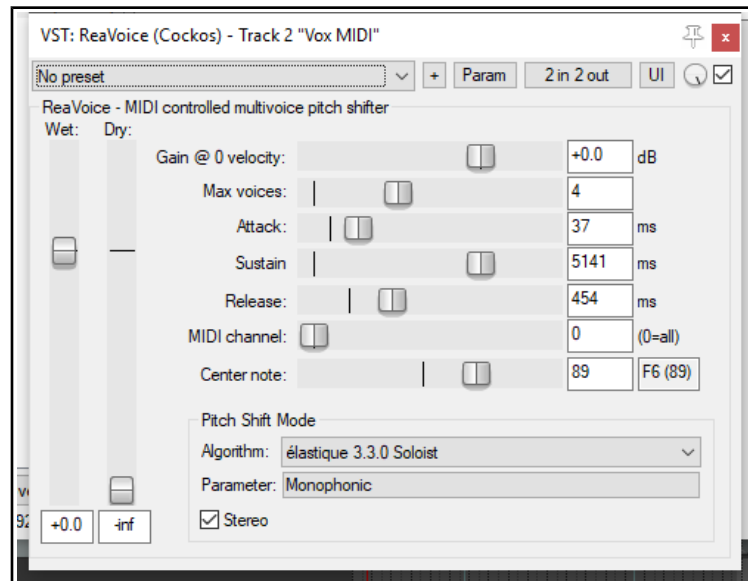 VST: ReaVoice (Cockos) - Track 2 "Vox MIDI"
x
No preset + Param 2 in 2 out UI
ReaVoice - MIDI controlled multivoice pitch shifter
Wet: Dry:
Gain @ 0 velocity: +0.0 dB
Max voices: 4
Attack: 37 ms
Sustain 5141 ms
Release: 454 ms
MIDI channel: 0 (0=all)
Center note: 89 F6 (89)
Pitch Shift Mode
Algorithm: élastique 3.3.0 Soloist
Parameter: Monophonic
Stereo
+0.0 -inf